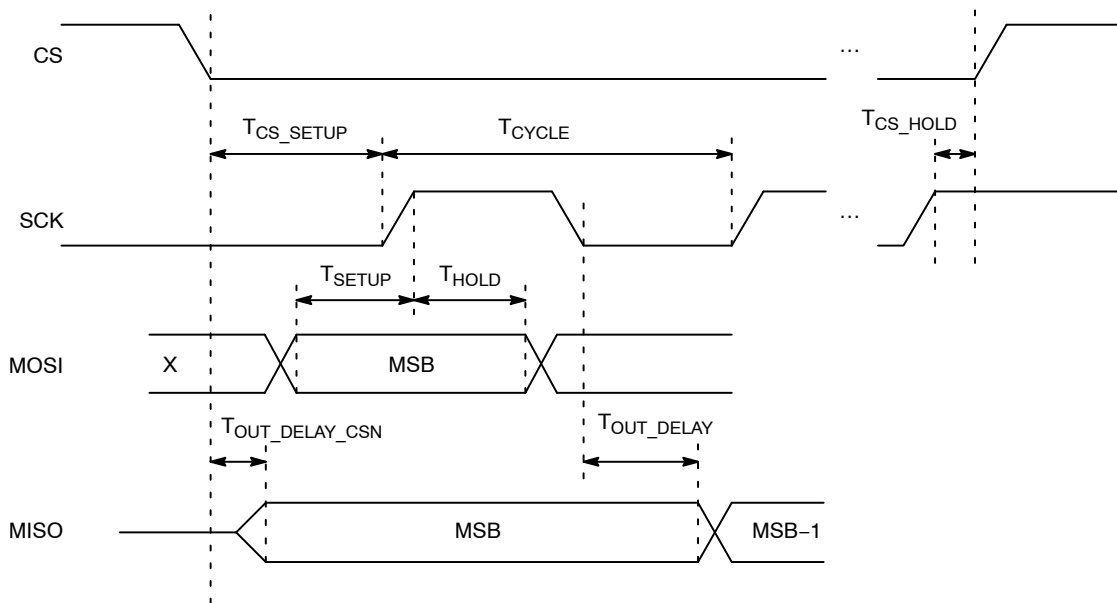 CS
...
T_CS_SETUP
T_CYCLE
T_CS_HOLD
SCK
...
T_SETUP
T_HOLD
MOSI
X
MSB
T_OUT_DELAY_CSN
T_OUT_DELAY
MISO
MSB
MSB−1